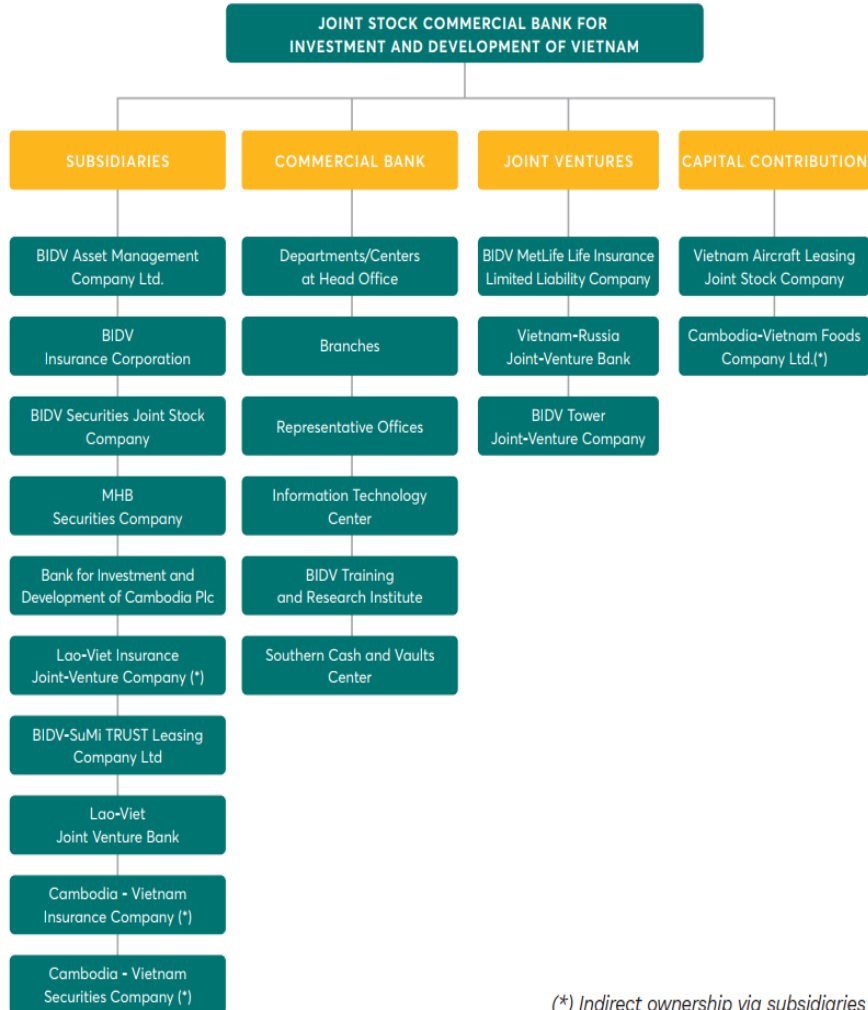 JOINT STOCK COMMERCIAL BANK FOR
INVESTMENT AND DEVELOPMENT OF VIETNAM
SUBSIDIARIES
BIDV Asset Management
Company Ltd.
BIDV
Insurance Corporation
BIDV Securities Joint Stock
Company
MHB
Securities Company
Bank for Investment and
Development of Cambodia Plc
Lao-Viet Insurance
Joint-Venture Company (*)
BIDV-SuMi TRUST Leasing
Company Ltd
Lao-Viet
Joint Venture Bank
Cambodia - Vietnam
Insurance Company (*)
Cambodia - Vietnam
Securities Company (*)
COMMERCIAL BANK
Departments/Centers
at Head Office
Branches
Representative Offices
Information Technology
Center
BIDV Training
and Research Institute
Southern Cash and Vaults
Center
JOINT VENTURES
BIDV MetLife Life Insurance
Limited Liability Company
Vietnam-Russia
Joint-Venture Bank
BIDV Tower
Joint-Venture Company
CAPITAL CONTRIBUTION
Vietnam Aircraft Leasing
Joint Stock Company
Cambodia-Vietnam Foods
Company Ltd.(*)
(*) Indirect ownership via subsidiaries